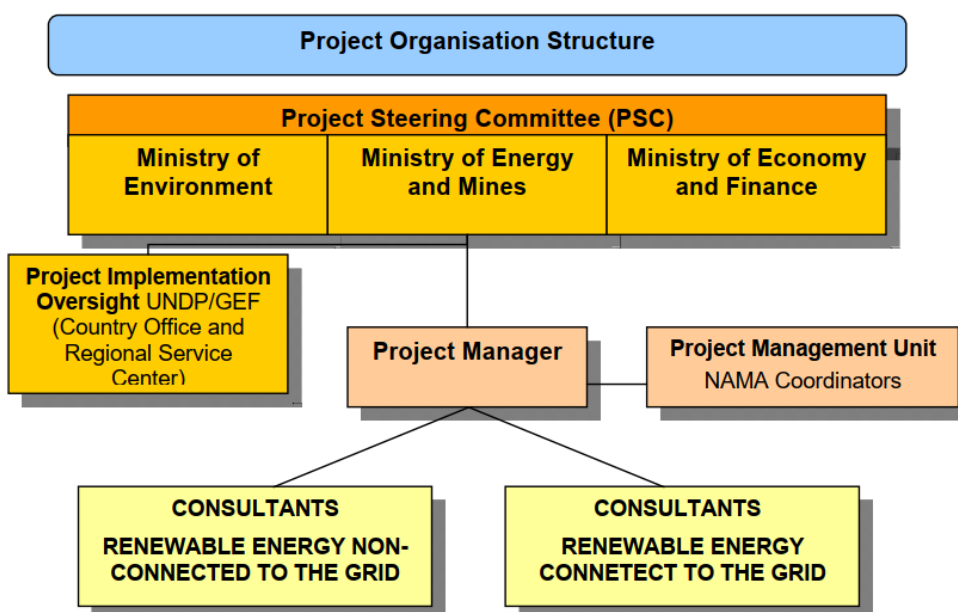 Project Organisation Structure
Project Steering Committee (PSC)
Ministry of
Environment
Ministry of Energy
and Mines
Ministry of Economy
and Finance
Project Implementation
Oversight UNDP/GEF
(Country Office and
Regional Service
Center)
Project Manager
Project Management Unit
NAMA Coordinators
CONSULTANTS
RENEWABLE ENERGY NON-
CONNECTED TO THE GRID
CONSULTANTS
RENEWABLE ENERGY
CONNETECT TO THE GRID